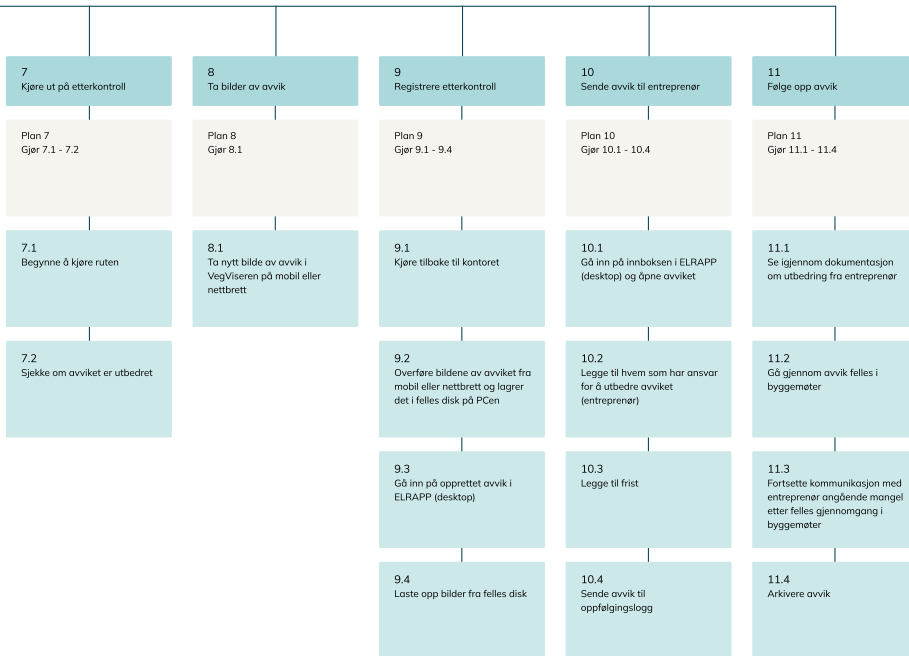 7
Kjøre ut på etterkontroll
8
Ta bilder av avvik
9
Registrere etterkontroll
10
Sende avvik til entreprenør
11
Følge opp avvik
Plan 7
Gjør 7.1 - 7.2
Plan 8
Gjør 8.1
Plan 9
Gjør 9.1 - 9.4
Plan 10
Gjør 10.1 - 10.4
Plan 11
Gjør 11.1 - 11.4
7.1
Begynne å kjøre ruten
8.1
Ta nytt bilde av avvik i
VegViseren på mobil eller
nettbrett
9.1
Kjøre tilbake til kontoret
10.1
Gå inn på innboksen i ELRAPP
(desktop) og åpne avviket
11.1
Se igjennom dokumentasjon
om utbedring fra entreprenør
7.2
Sjekke om avviket er utbedret
9.2
Overføre bildene av avviket fra
mobil eller nettbrett og lagrer
det i felles disk på PCen
10.2
Legge til hvem som har ansvar
for å utbedre avviket
(entreprenør)
11.2
Gå gjennom avvik felles i
byggemøter
9.3
Gå inn på opprettet avvik i
ELRAPP (desktop)
10.3
Legge til frist
11.3
Fortsette kommunikasjon med
entreprenør angående mangel
etter felles gjennomgang i
byggemøter
9.4
Laste opp bilder fra felles disk
10.4
Sende avvik til
oppfølgingslogg
11.4
Arkivere avvik